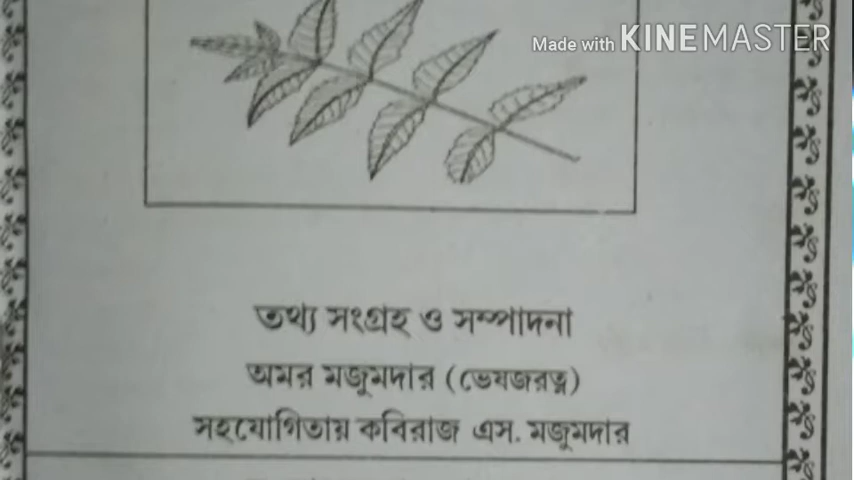 Made with KINEMASTER
তথ্য সংগ্রহ ও সম্পাদনা
অমর মজুমদার (ভেষজরত্ন)
সহযোগিতায় কবিরাজ এস. মজুমদার